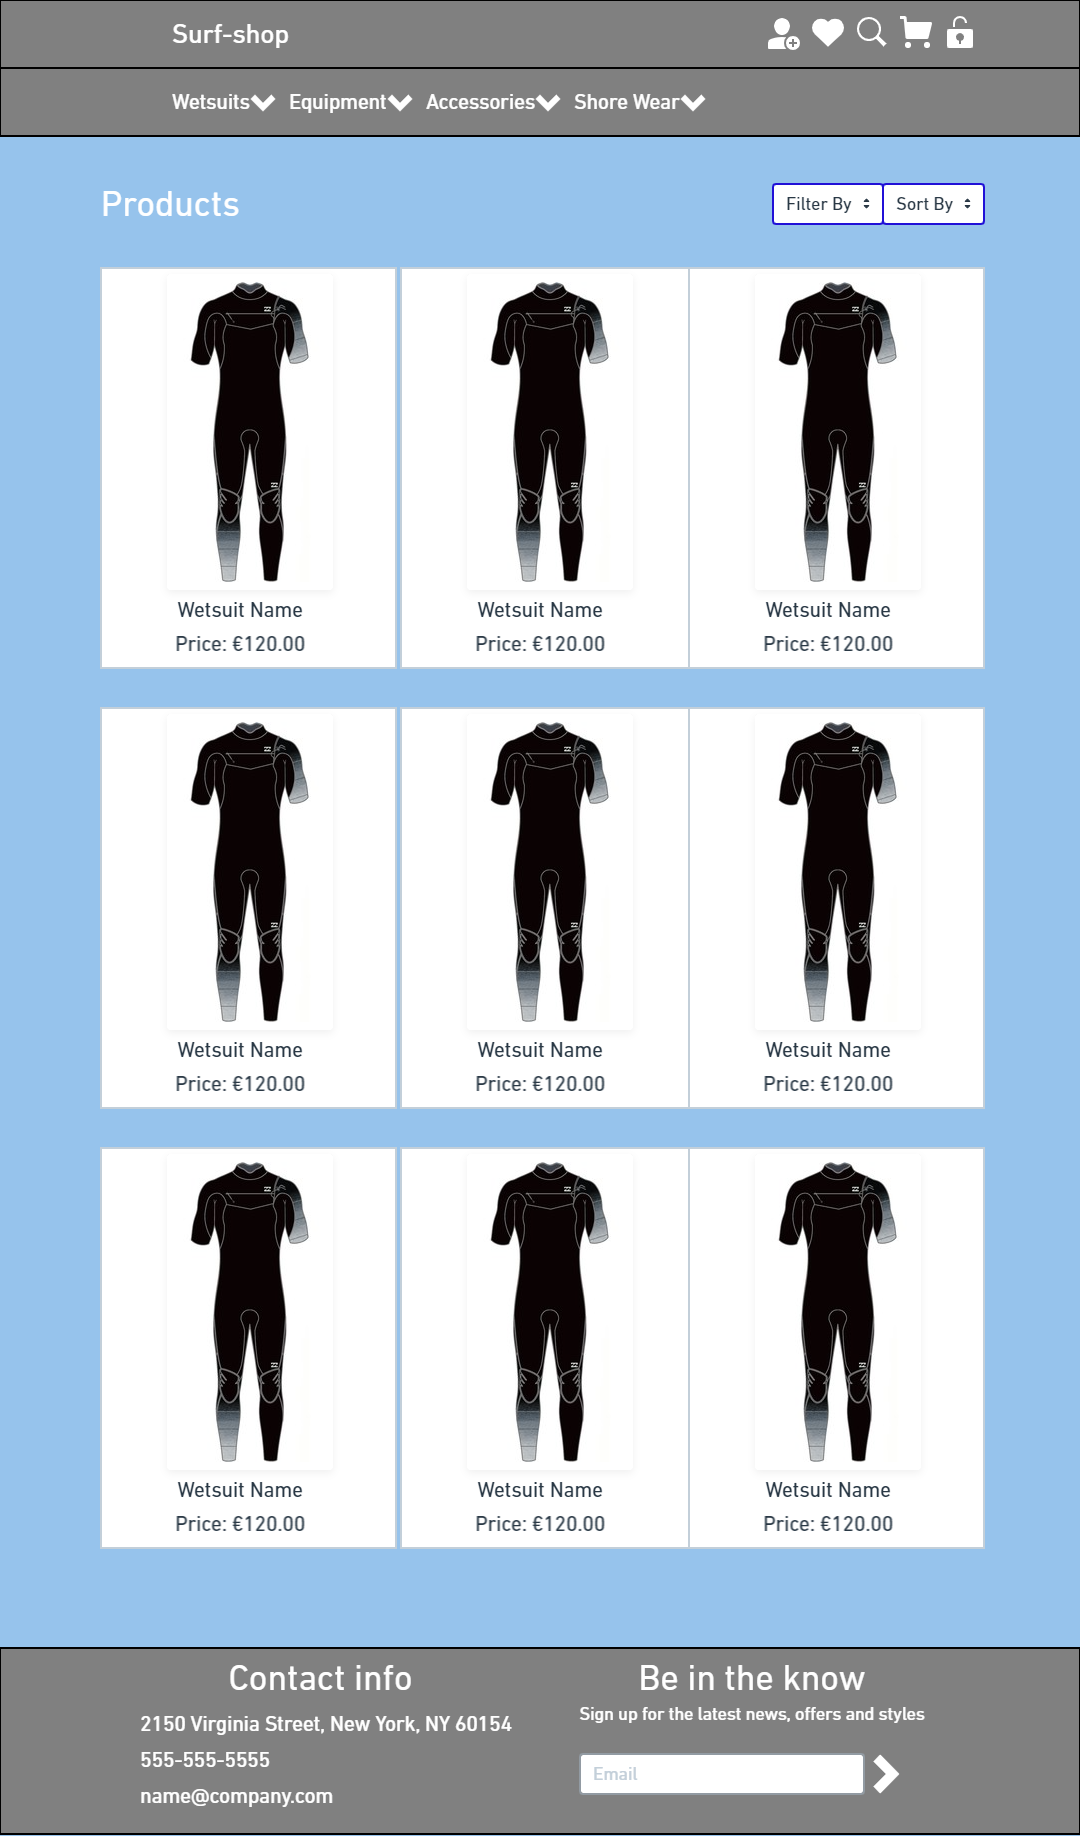 Surf-shop
Wetsuits Equipment Accessories Shore Wear
Products
Filter By Sort By
Wetsuit Name Wetsuit Name Wetsuit Name
Price: €120.00 Price: €120.00 Price: €120.00
Wetsuit Name Wetsuit Name Wetsuit Name
Price: €120.00 Price: €120.00 Price: €120.00
Wetsuit Name Wetsuit Name Wetsuit Name
Price: €120.00 Price: €120.00 Price: €120.00
Contact info
2150 Virginia Street, New York, NY 60154
555-555-5555
name@company.com
Be in the know
Sign up for the latest news, offers and styles
Email